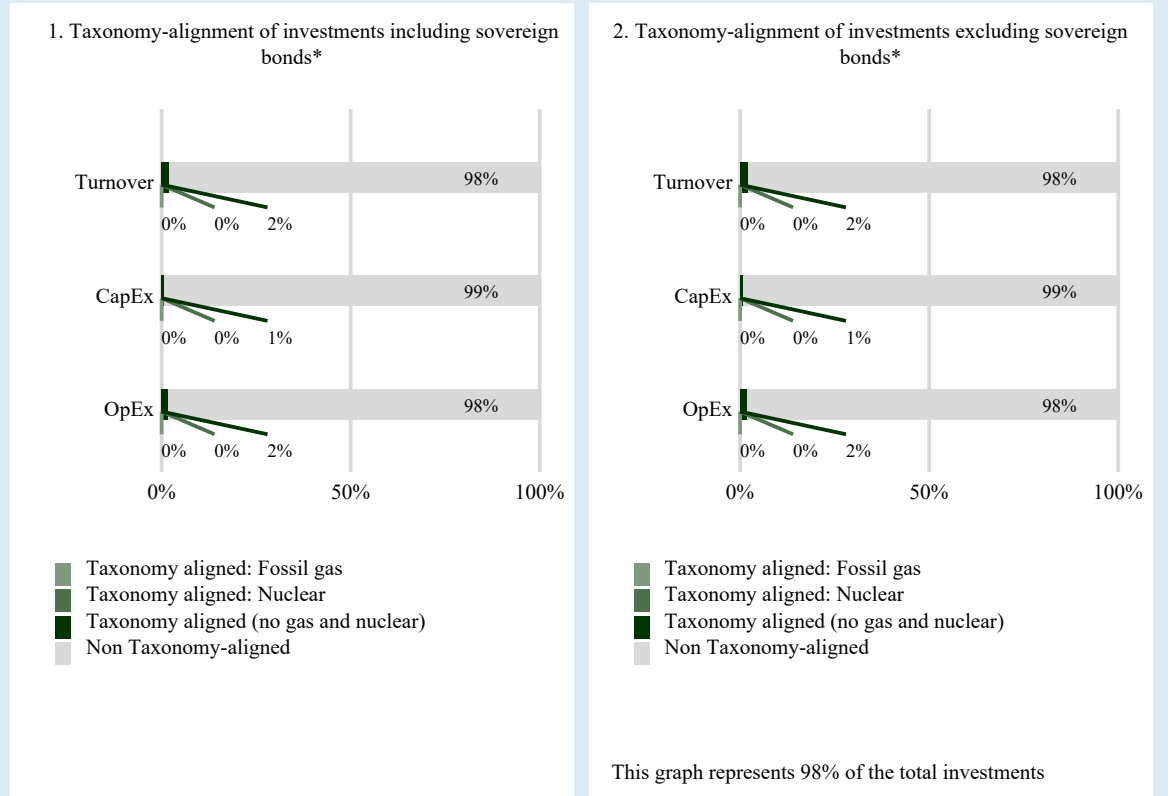 1. Taxonomy-alignment of investments including sovereign
bonds*
Turnover
98%
0% 0% 2%
CapEx
99%
0% 0% 1%
OpEx
98%
0% 0% 2%
0% 50% 100%
Taxonomy aligned: Fossil gas
Taxonomy aligned: Nuclear
Taxonomy aligned (no gas and nuclear)
Non Taxonomy-aligned
2. Taxonomy-alignment of investments excluding sovereign
bonds*
Turnover
98%
0% 0% 2%
CapEx
99%
0% 0% 1%
OpEx
98%
0% 0% 2%
0% 50% 100%
Taxonomy aligned: Fossil gas
Taxonomy aligned: Nuclear
Taxonomy aligned (no gas and nuclear)
Non Taxonomy-aligned
This graph represents 98% of the total investments